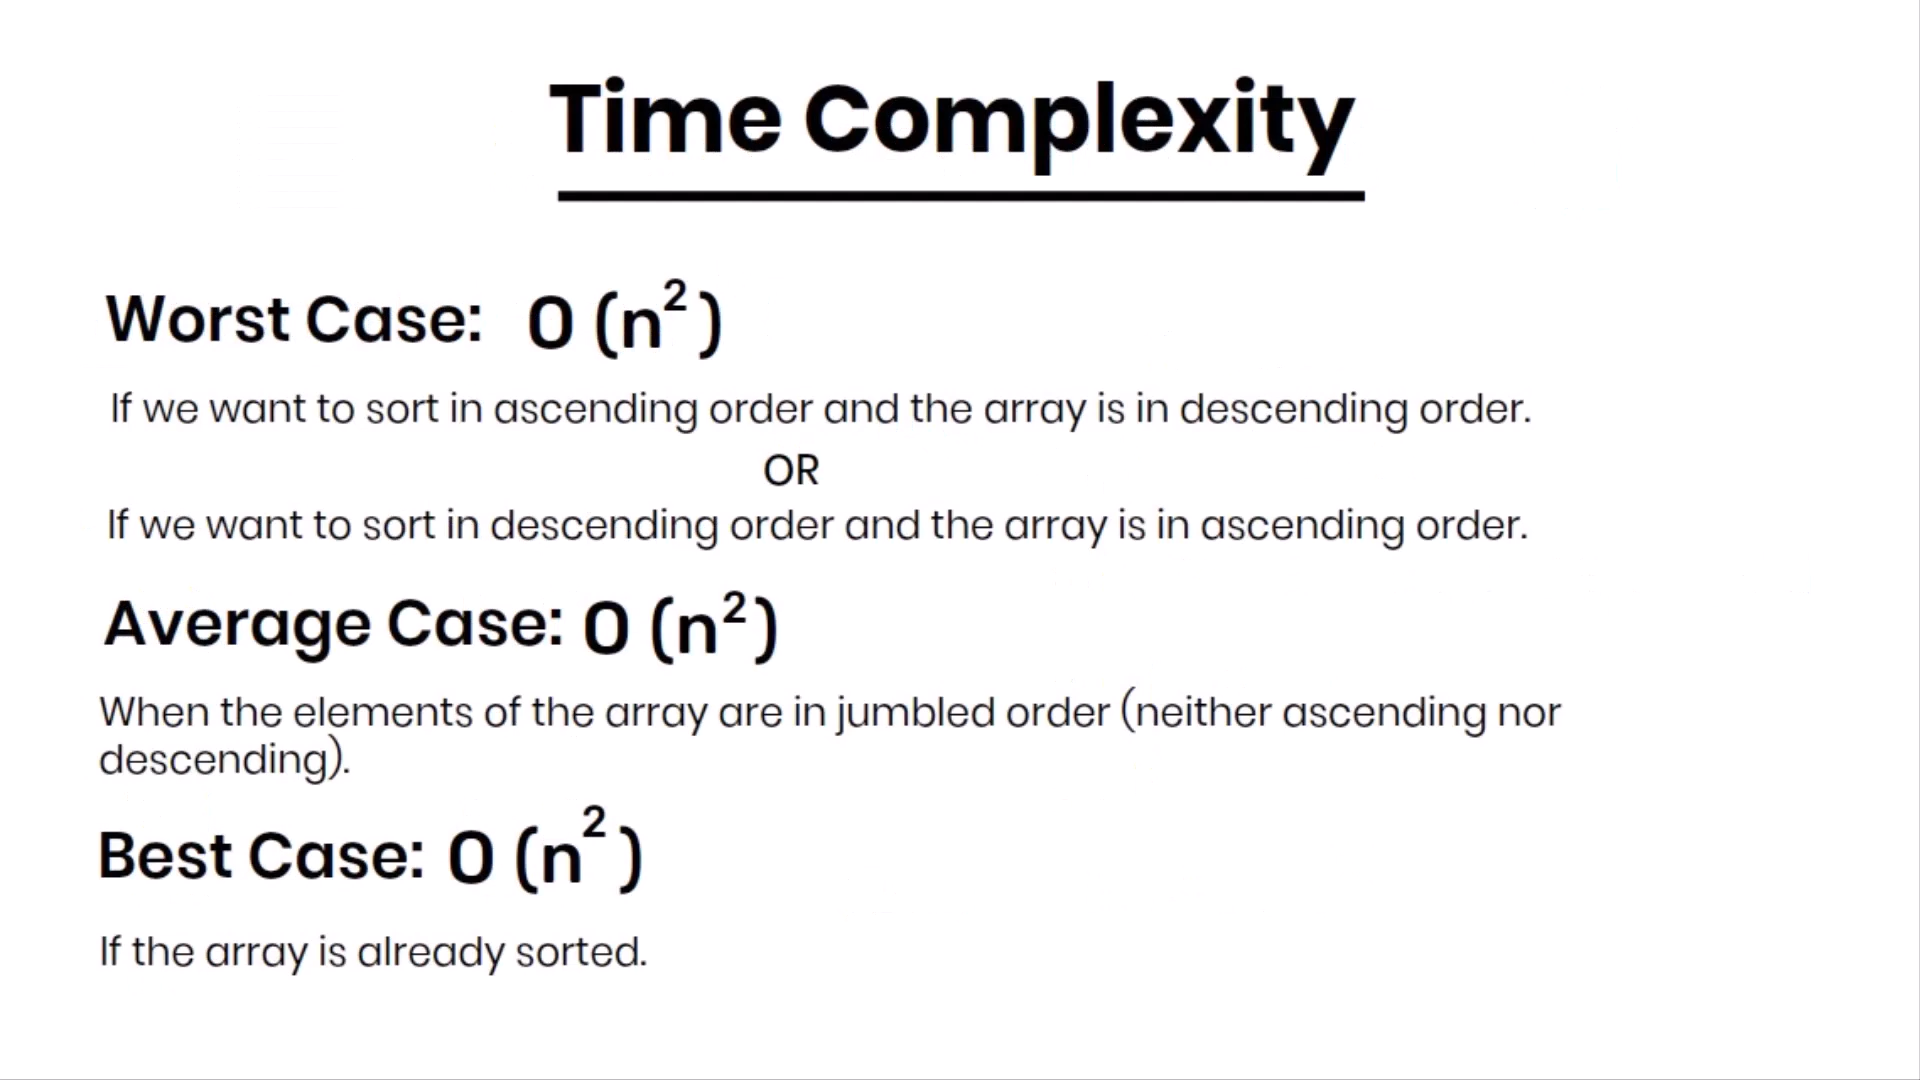 Time Complexity
Worst Case: O (n²)
If we want to sort in ascending order and the array is in descending order.
OR
If we want to sort in descending order and the array is in ascending order.
Average Case: O (n²)
When the elements of the array are in jumbled order (neither ascending nor
descending).
Best Case: O (n²)
If the array is already sorted.